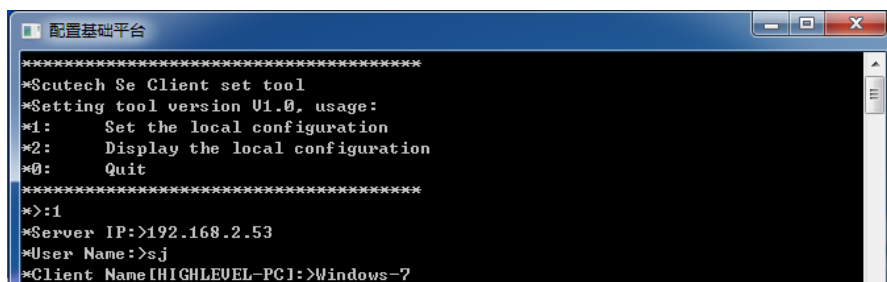 配置基础平台
***************************************
*Scutech Se Client set tool
*Setting tool version V1.0, usage:
*1:     Set the local configuration
*2:     Display the local configuration
*0:     Quit
***************************************
*>:1
*Server IP:>192.168.2.53
*User Name:>sj
*Client Name[HIGHLEVEL-PC]:>Windows-7